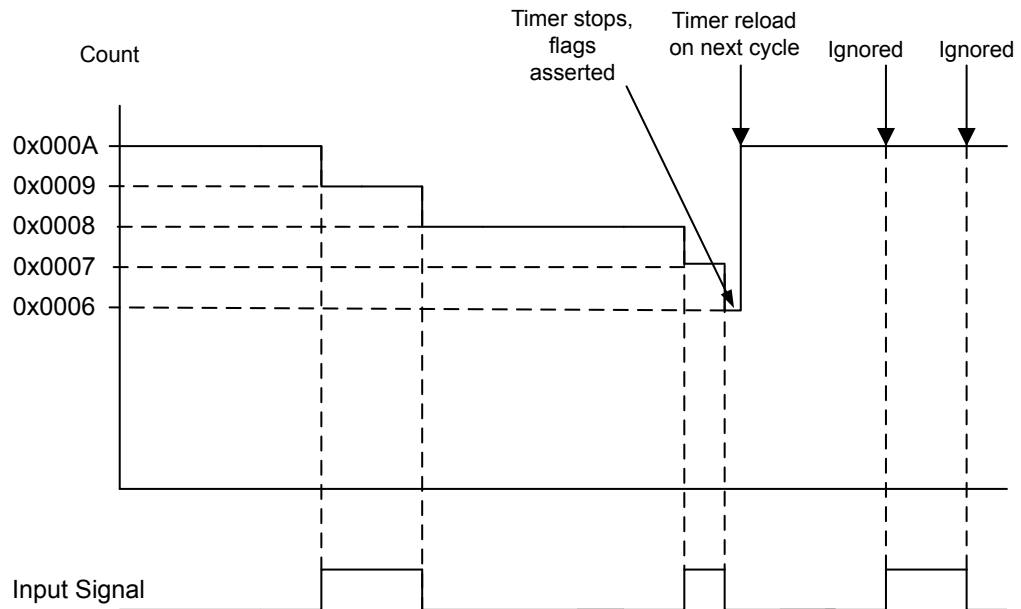 Timer stops,
flags
asserted
Timer reload
on next cycle
Ignored
Ignored
Count
0x000A
0x0009
0x0008
0x0007
0x0006
Input Signal